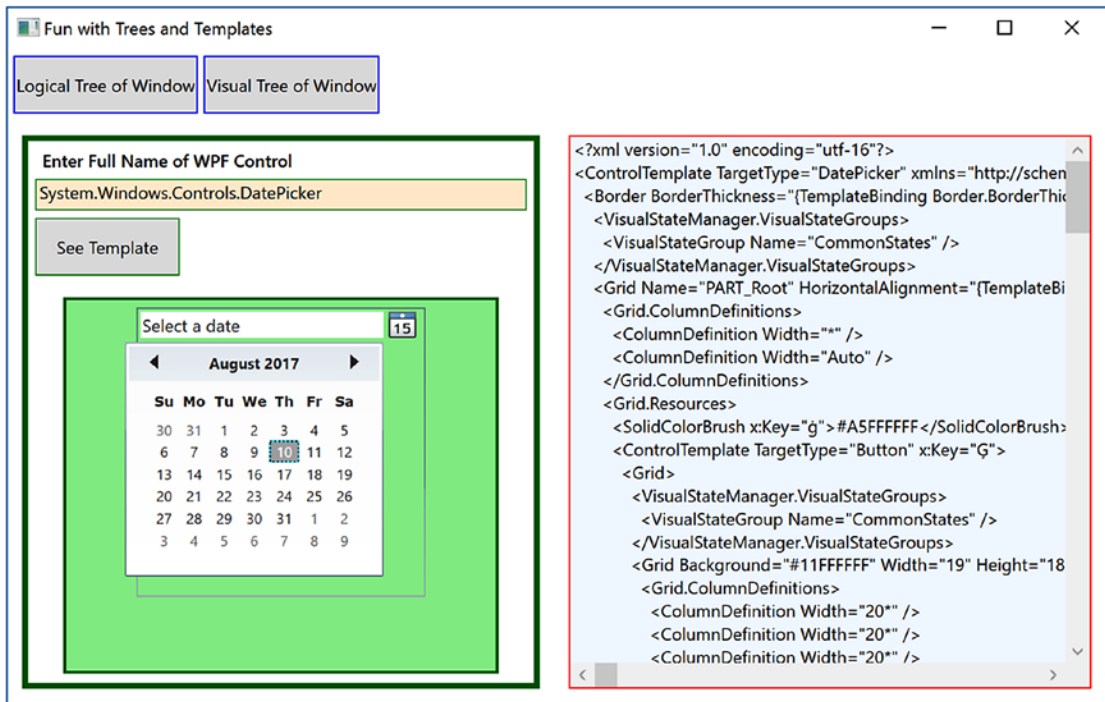 Fun with Trees and Templates
Logical Tree of Window Visual Tree of Window
Enter Full Name of WPF Control
System.Windows.Controls.DatePicker
See Template
Select a date 15
August 2017
Su Mo Tu We Th Fr Sa
30 31 1 2 3 4 5
6 7 8 9 10 11 12
13 14 15 16 17 18 19
20 21 22 23 24 25 26
27 28 29 30 31 1 2
3 4 5 6 7 8 9
<?xml version="1.0" encoding="utf-16"?>
<ControlTemplate TargetType="DatePicker" xmlns="http://schem
<Border BorderThickness="{TemplateBinding Border.BorderThic
<VisualStateManager.VisualStateGroups>
<VisualStateGroup Name="CommonStates" />
</VisualStateManager.VisualStateGroups>
<Grid Name="PART_Root" HorizontalAlignment="{TemplateBi
<Grid.ColumnDefinitions>
<ColumnDefinition Width="*" />
<ColumnDefinition Width="Auto" />
</Grid.ColumnDefinitions>
<Grid.Resources>
<SolidColorBrush x:Key="ġ">#A5FFFFFF</SolidColorBrush>
<ControlTemplate TargetType="Button" x:Key="Ģ">
<Grid>
<VisualStateManager.VisualStateGroups>
<VisualStateGroup Name="CommonStates" />
</VisualStateManager.VisualStateGroups>
<Grid Background="#11FFFFFF" Width="19" Height="18
<Grid.ColumnDefinitions>
<ColumnDefinition Width="20*" />
<ColumnDefinition Width="20*" />
<ColumnDefinition Width="20*" />